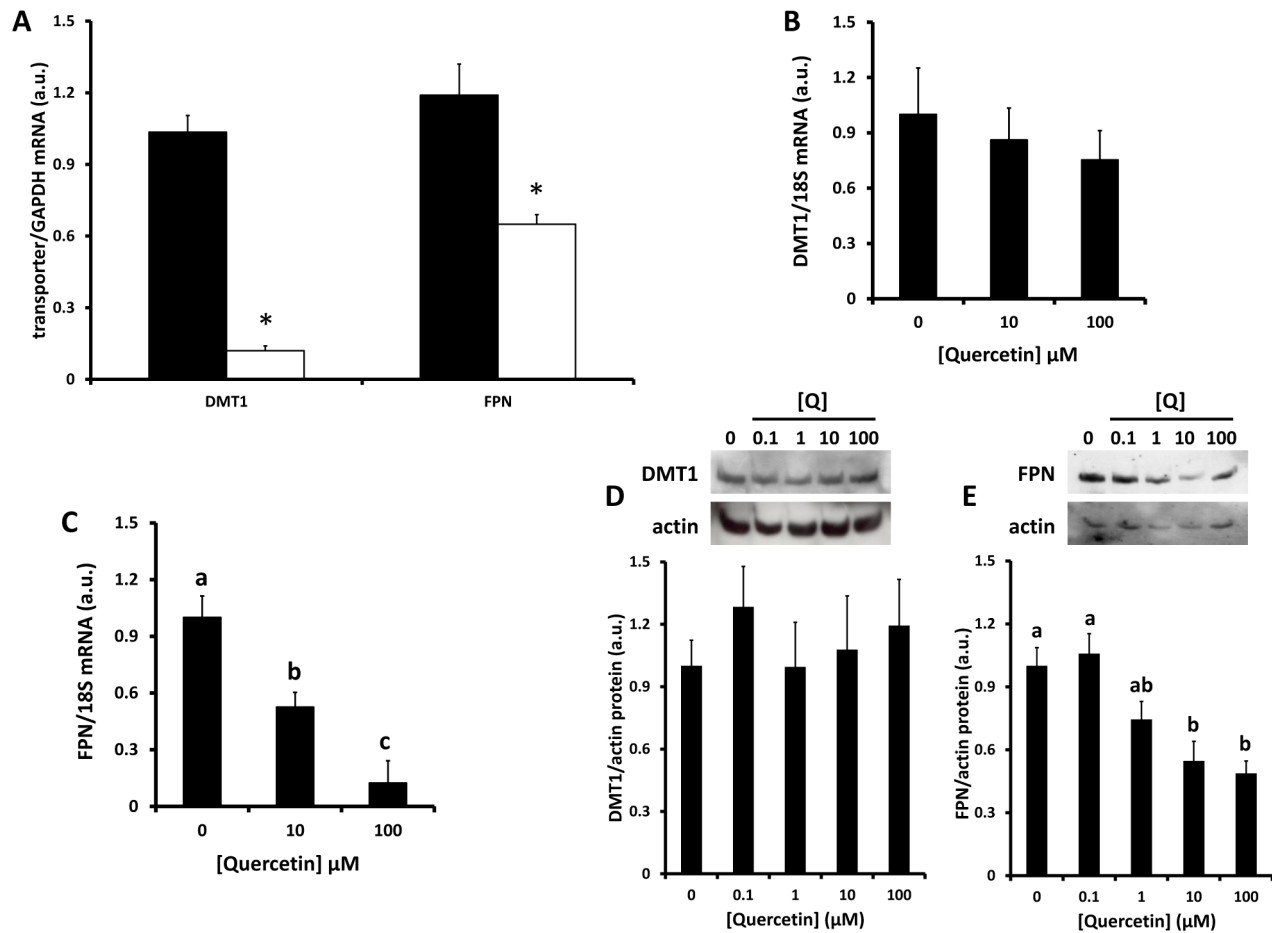 A
transporter/GAPDH mRNA (a.u.)
1.5
1.2
0.9
0.6
0.3
0
*
*
DMT1
FPN
B
DMT1/18S mRNA (a.u.)
1.5
1.2
0.9
0.6
0.3
0
0 10 100
[Quercetin] µM
C
FPN/18S mRNA (a.u.)
1.5
1.2
0.9
0.6
0.3
0
a
b
c
0 10 100
[Quercetin] µM
D
[Q]
0 0.1 1 10 100
DMT1
actin
DMT1/actin protein (a.u.)
1.5
1.2
0.9
0.6
0.3
0
0 0.1 1 10 100
[Quercetin] (µM)
E
[Q]
0 0.1 1 10 100
FPN
actin
FPN/actin protein (a.u.)
1.5
1.2
0.9
0.6
0.3
0
a
a
ab
b
b
0 0.1 1 10 100
[Quercetin] (µM)